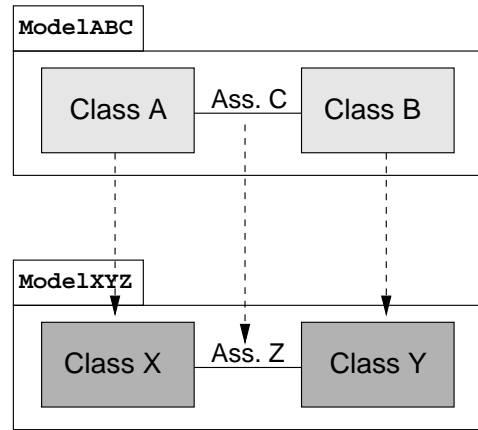 ModelABC
Class A
Ass. C
Class B
ModelXYZ
Class X
Ass. Z
Class Y